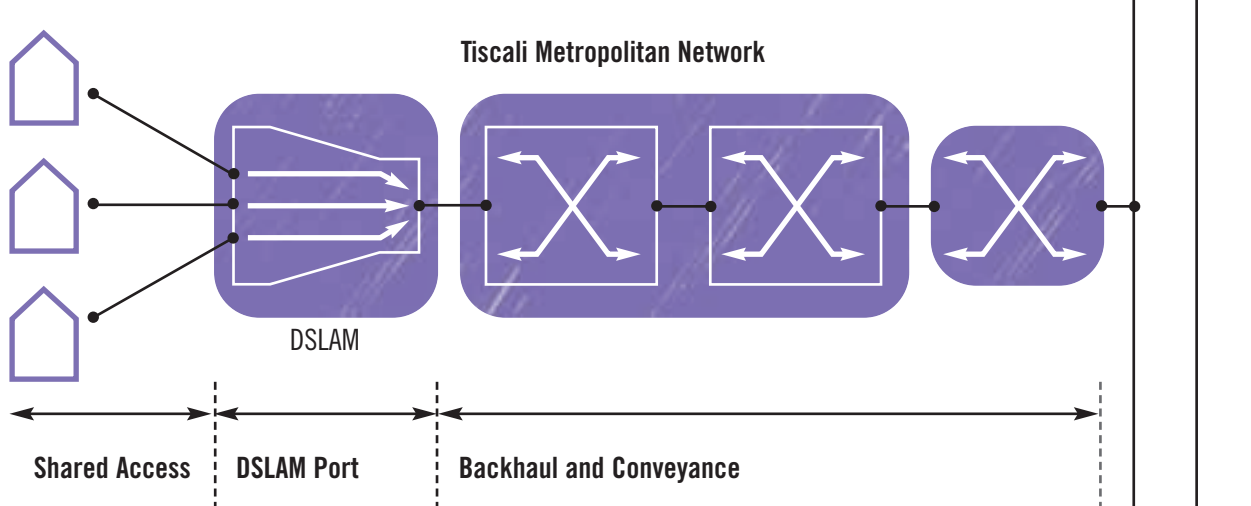 Tiscali Metropolitan Network
DSLAM
Shared Access
DSLAM Port
Backhaul and Conveyance